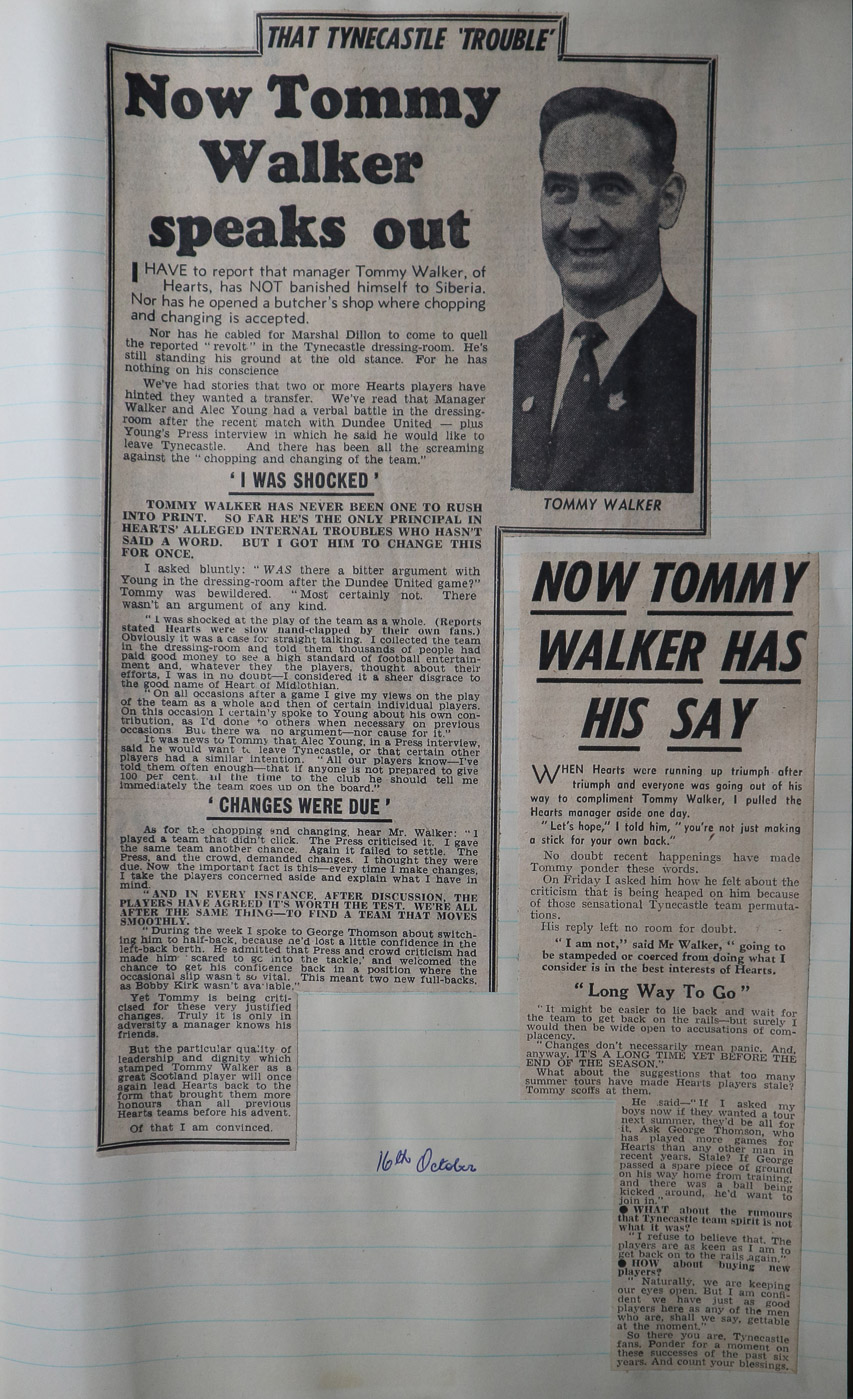 THAT TYNECASTLE 'TROUBLE'
Now Tommy
Walker
speaks out
I HAVE to report that manager Tommy Walker, of
Hearts, has NOT banished himself to Siberia.
Nor has he opened a butcher's shop where chopping
and changing is accepted.
Nor has he cabled for Marshal Dillon to come to quell
the reported "revolt" in the Tynecastle dressing-room. He's
still standing his ground at the old stance. For he has
nothing on his conscience
We've had stories that two or more Hearts players have
hinted they wanted a transfer. We've read that Manager
Walker and Alec Young had a verbal battle in the dressing-
room after the recent match with Dundee United — plus
Young's Press interview in which he said he would like to
leave Tynecastle. And there has been all the screaming
against the "chopping and changing of the team."
'I WAS SHOCKED'
TOMMY WALKER HAS NEVER BEEN ONE TO RUSH
INTO PRINT. SO FAR HE'S THE ONLY PRINCIPAL IN
HEARTS' ALLEGED INTERNAL TROUBLES WHO HASN'T
SAID A WORD. BUT I GOT HIM TO CHANGE THIS
FOR ONCE.
I asked bluntly: "WAS there a bitter argument with
Young in the dressing-room after the Dundee United game?"
Tommy was bewildered. "Most certainly not. There
wasn't an argument of any kind.
"I was shocked at the play of the team as a whole. (Reports
stated Hearts were slow hand-clapped by their own fans.)
Obviously it was a case for straight talking. I collected the team
in the dressing-room and told them thousands of people had
paid good money to see a high standard of football entertain-
ment and, whatever they the players, thought about their
efforts, I was in no doubt—I considered it a sheer disgrace to
the good name of Heart of Midlothian.
"On all occasions after a game I give my views on the play
of the team as a whole and then of certain individual players.
On this occasion I certain'y spoke to Young about his own con-
tribution, as I'd done to others when necessary on previous
occasions But there wa no argument—nor cause for it."
It was news to Tommy that Alec Young, in a Press interview,
said he would want to leave Tynecastle, or that certain other
players had a similar intention. "All our players know—I've
told them often enough—that if anyone is not prepared to give
100 per cent. all the time to the club he should tell me
immediately the team goes up on the board."
'CHANGES WERE DUE'
As for the chopping and changing, hear Mr. Walker: "I
played a team that didn't click. The Press criticised it. I gave
the same team another chance. Again it failed to settle. The
Press, and the crowd, demanded changes. I thought they were
due. Now the important fact is this—every time I make changes,
I take the players concerned aside and explain what I have in
mind.
"AND IN EVERY INSTANCE, AFTER DISCUSSION, THE
PLAYERS HAVE AGREED IT'S WORTH THE TEST. WE'RE ALL
AFTER THE SAME THING—TO FIND A TEAM THAT MOVES
SMOOTHLY.
"During the week I spoke to George Thomson about switch-
ing him to half-back, because he'd lost a little confidence in the
left-back berth. He admitted that Press and crowd criticism had
made him 'scared to go into the tackle,' and welcomed the
chance to get his confidence back in a position where the
occasional slip wasn't so vital. This meant two new full-backs,
as Bobby Kirk wasn't available."
Yet Tommy is being criti-
cised for these very justified
changes. Truly it is only in
adversity a manager knows his
friends.
But the particular quality of
leadership and dignity which
stamped Tommy Walker as a
great Scotland player will once
again lead Hearts back to the
form that brought them more
honours than all previous
Hearts teams before his advent.
Of that I am convinced.
TOMMY WALKER
NOW TOMMY
WALKER HAS
HIS SAY
WHEN Hearts were running up triumph after
triumph and everyone was going out of his
way to compliment Tommy Walker, I pulled the
Hearts manager aside one day.
"Let's hope," I told him, "you're not just making
a stick for your own back."
No doubt recent happenings have made
Tommy ponder these words.
On Friday I asked him how he felt about the
criticism that is being heaped on him because
of those sensational Tynecastle team permuta-
tions.
His reply left no room for doubt.
"I am not," said Mr Walker, "going to
be stampeded or coerced from doing what I
consider is in the best interests of Hearts.
"Long Way To Go"
"It might be easier to lie back and wait for
the team to get back on the rails—but surely I
would then be wide open to accusations of com-
placency.
"Changes don't necessarily mean panic. And,
anyway, IT'S A LONG TIME YET BEFORE THE
END OF THE SEASON."
What about the suggestions that too many
summer tours have made Hearts players stale?
Tommy scoffs at them.
He said—"If I asked my
boys now if they wanted a tour
next summer, they'd be all for
it. Ask George Thomson, who
has played more games for
Hearts than any other man in
recent years. Stale? If George
passed a spare piece of ground
on his way home from training,
and there was a ball being
kicked around, he'd want to
join in."
● WHAT about the rumours
that Tynecastle team spirit is not
what it was?
"I refuse to believe that. The
players are as keen as I am to
get back on to the rails again."
● HOW about buying new
players?
"Naturally, we are keeping
our eyes open. But I am confi-
dent we have just as good
players here as any of the men
who are, shall we say, gettable
at the moment."
So there you are, Tynecastle
fans. Ponder for a moment on
these successes of the past six
years. And count your blessings.
16th October